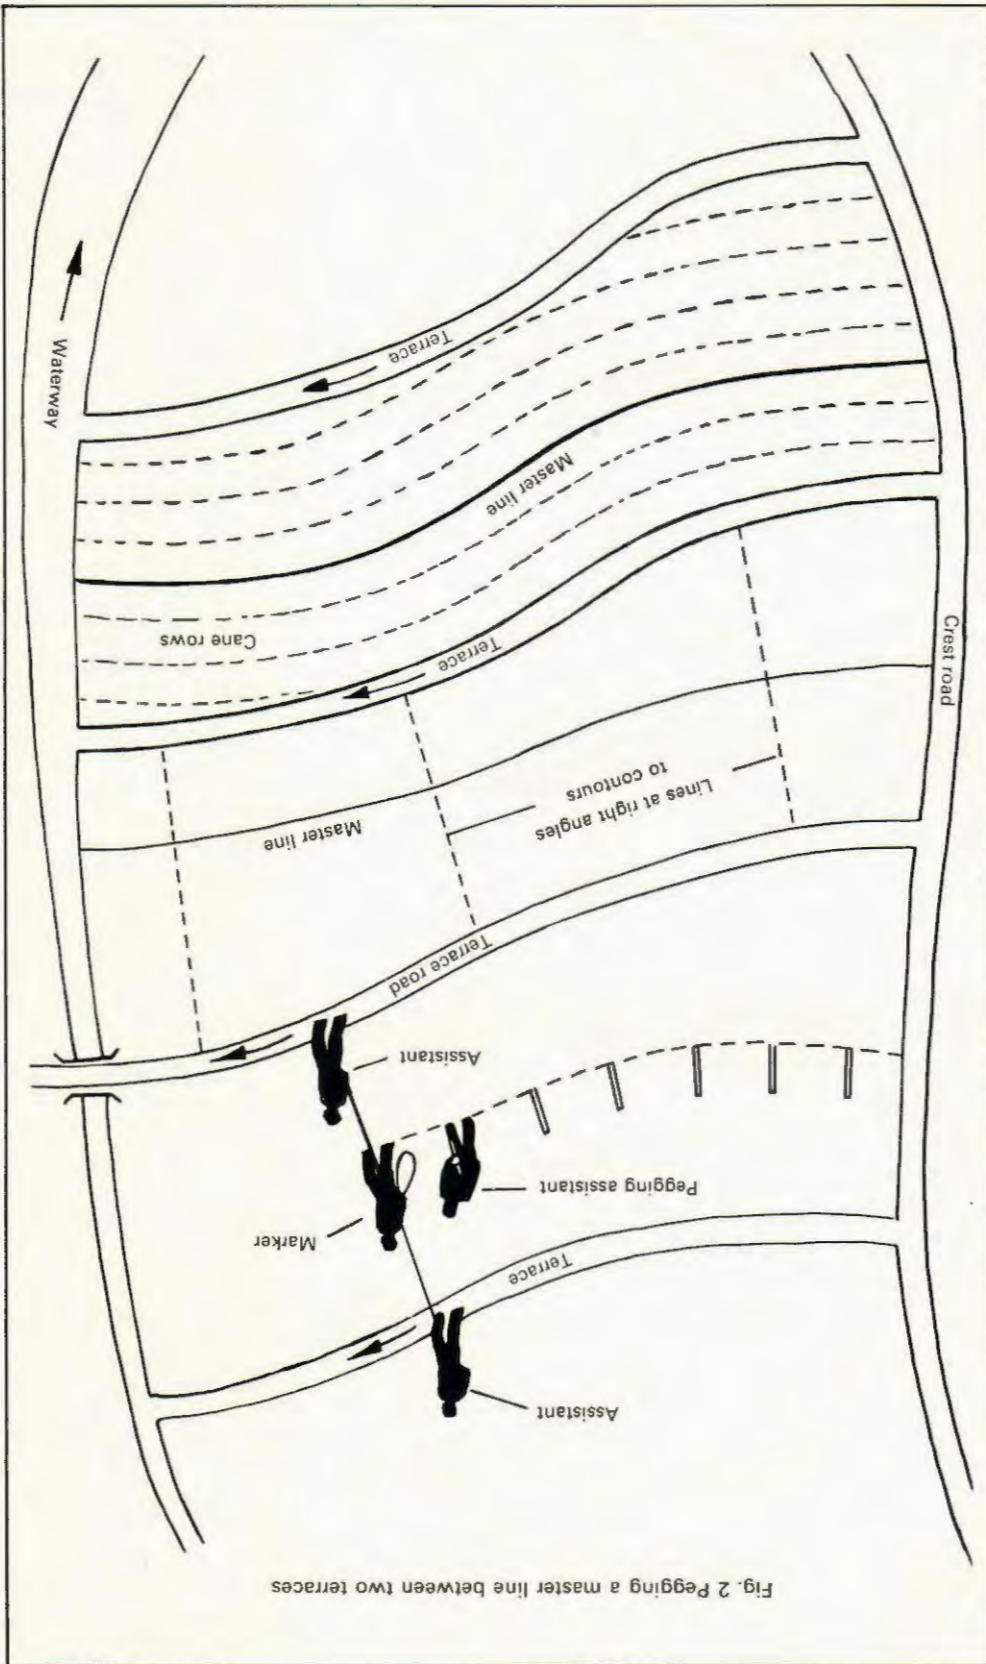 Fig. 2 Pegging a master line between two terraces
Assistant
Terrace
Marker
Pegging assistant
Assistant
Terrace road
Lines at right angles
to contours
Master line
Crest road
Terrace
Cane rows
Master line
Waterway
Terrace